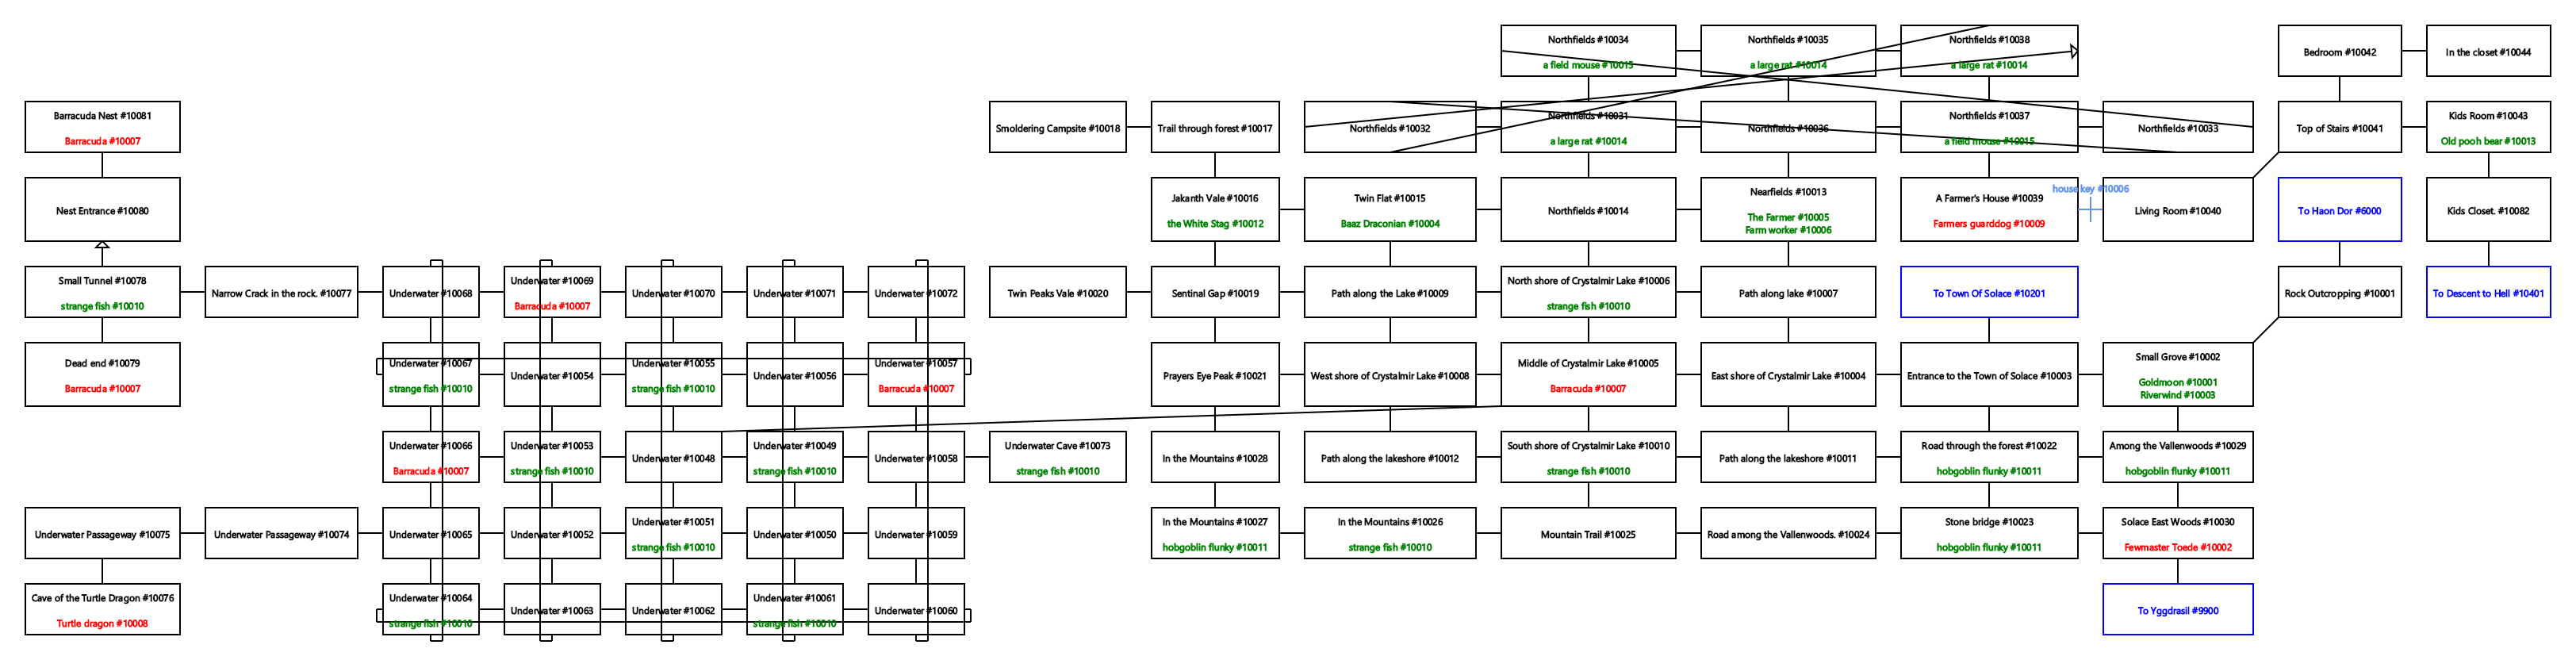 Northfields #10034
a field mouse #10015
Northfields #10035
a large rat #10014
Northfields #10038
a large rat #10014
Bedroom #10042
In the closet #10044
Barracuda Nest #10081
Barracuda #10007
Smoldering Campsite #10018
Trail through forest #10017
Northfields #10032
Northfields #10031
a large rat #10014
Northfields #10036
Northfields #10037
a field mouse #10015
Northfields #10033
Top of Stairs #10041
Kids Room #10043
Old pooh bear #10013
Nest Entrance #10080
Jakanth Vale #10016
the White Stag #10012
Twin Flat #10015
Baaz Draconian #10004
Northfields #10014
Nearfields #10013
The Farmer #10005
Farm worker #10006
A Farmer's House #10039
Farmers guarddog #10009
house key #10006
Living Room #10040
To Haon Dor #6000
Kids Closet. #10082
Small Tunnel #10078
strange fish #10010
Narrow Crack in the rock. #10077
Underwater #10068
Underwater #10069
Barracuda #10007
Underwater #10070
Underwater #10071
Underwater #10072
Twin Peaks Vale #10020
Sentinal Gap #10019
Path along the Lake #10009
North shore of Crystalmir Lake #10006
strange fish #10010
Path along lake #10007
To Town Of Solace #10201
Rock Outcropping #10001
To Descent to Hell #10401
Dead end #10079
Barracuda #10007
Underwater #10067
strange fish #10010
Underwater #10054
Underwater #10055
strange fish #10010
Underwater #10056
Underwater #10057
Barracuda #10007
Prayers Eye Peak #10021
West shore of Crystalmir Lake #10008
Middle of Crystalmir Lake #10005
Barracuda #10007
East shore of Crystalmir Lake #10004
Entrance to the Town of Solace #10003
Small Grove #10002
Goldmoon #10001
Riverwind #10003
Underwater #10066
Barracuda #10007
Underwater #10053
strange fish #10010
Underwater #10048
Underwater #10049
strange fish #10010
Underwater #10058
Underwater Cave #10073
strange fish #10010
In the Mountains #10028
Path along the lakeshore #10012
South shore of Crystalmir Lake #10010
strange fish #10010
Path along the lakeshore #10011
Road through the forest #10022
hobgoblin flunky #10011
Among the Vallenwoods #10029
hobgoblin flunky #10011
Underwater Passageway #10075
Underwater Passageway #10074
Underwater #10065
Underwater #10052
Underwater #10051
strange fish #10010
Underwater #10050
Underwater #10059
In the Mountains #10027
hobgoblin flunky #10011
In the Mountains #10026
strange fish #10010
Mountain Trail #10025
Road among the Vallenwoods. #10024
Stone bridge #10023
hobgoblin flunky #10011
Solace East Woods #10030
Fewmaster Toede #10002
Cave of the Turtle Dragon #10076
Turtle dragon #10008
Underwater #10064
strange fish #10010
Underwater #10063
Underwater #10062
Underwater #10061
strange fish #10010
Underwater #10060
To Yggdrasil #9900